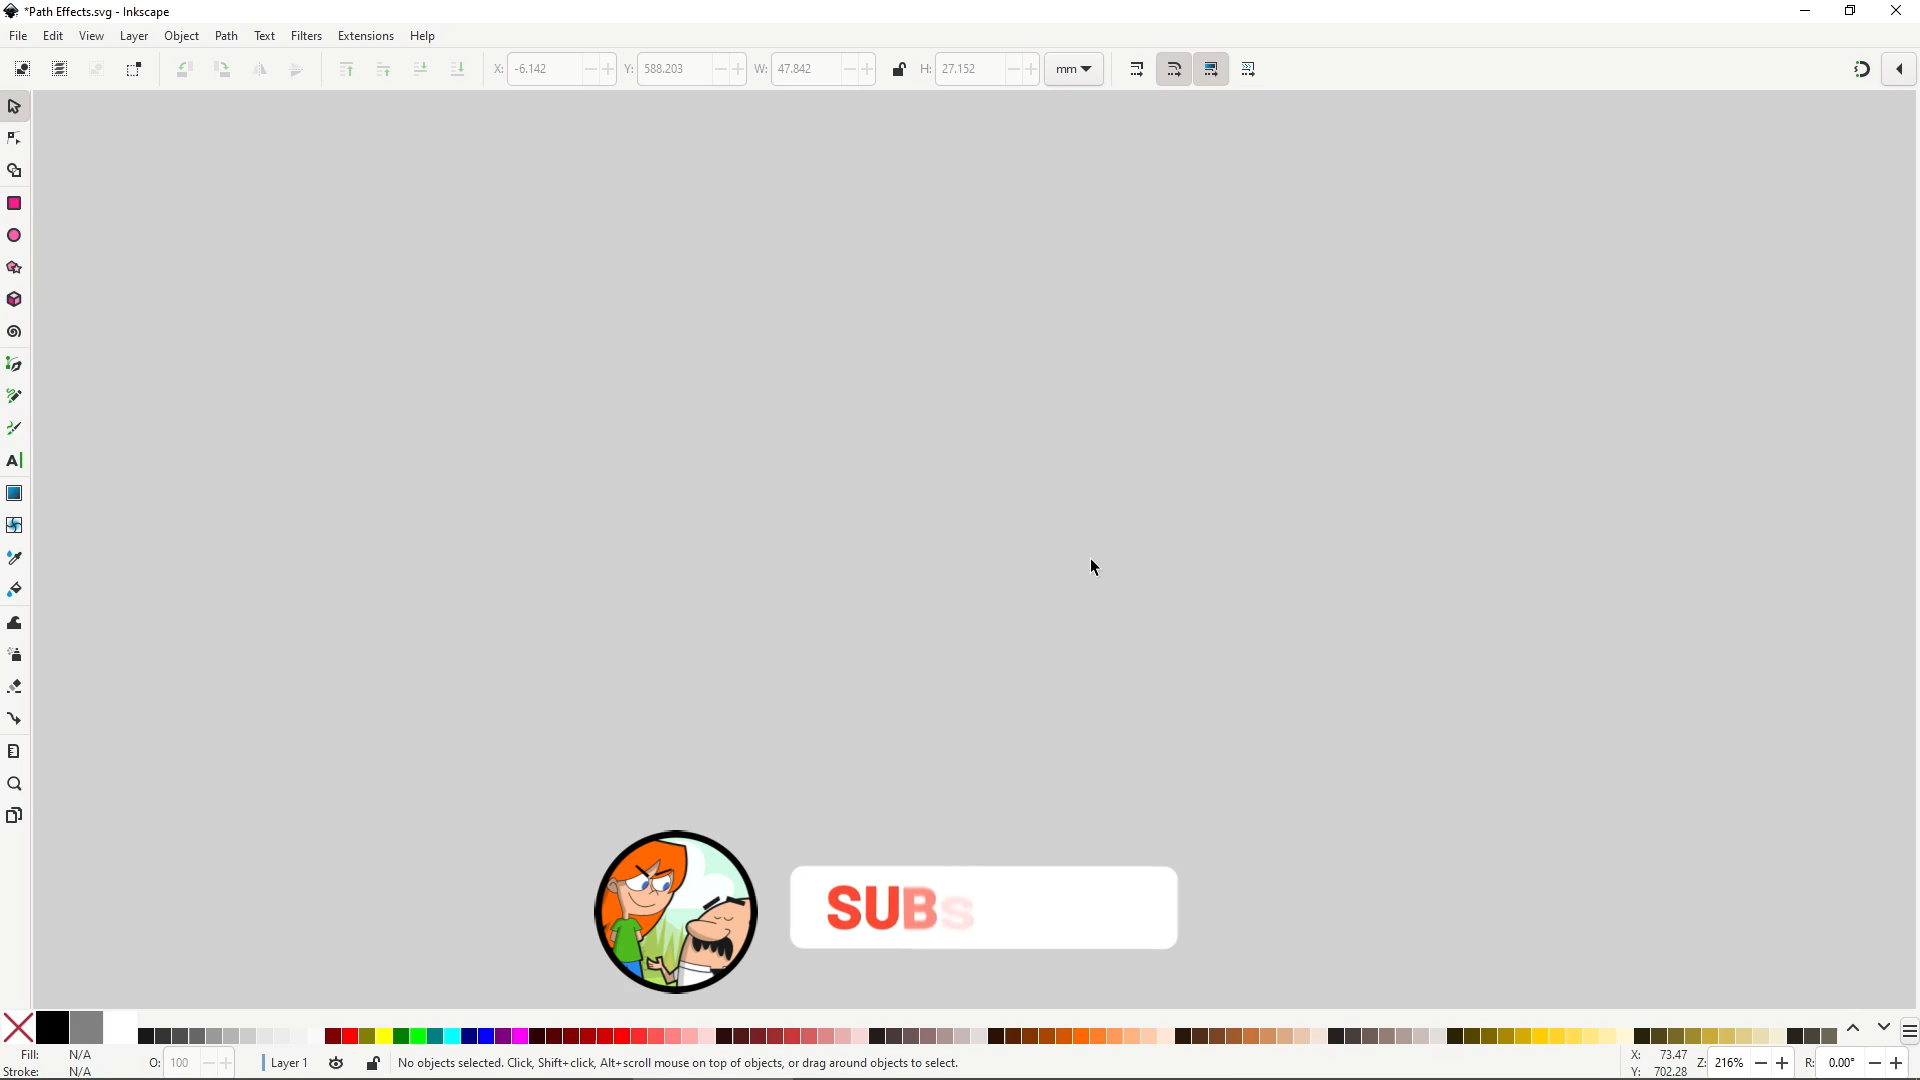 *Path Effects.svg - Inkscape
File Edit View Layer Object Path Text Filters Extensions Help
X: -6.142 Y: 588.203 W: 47.842 H: 27.152 mm
SUBs
Fill: N/A O: 100 Layer 1 No objects selected. Click, Shift+click, Alt+scroll mouse on top of objects, or drag around objects to select. X: 73.47 Z: 216% R: 0.00°
Stroke: N/A Y: 702.28